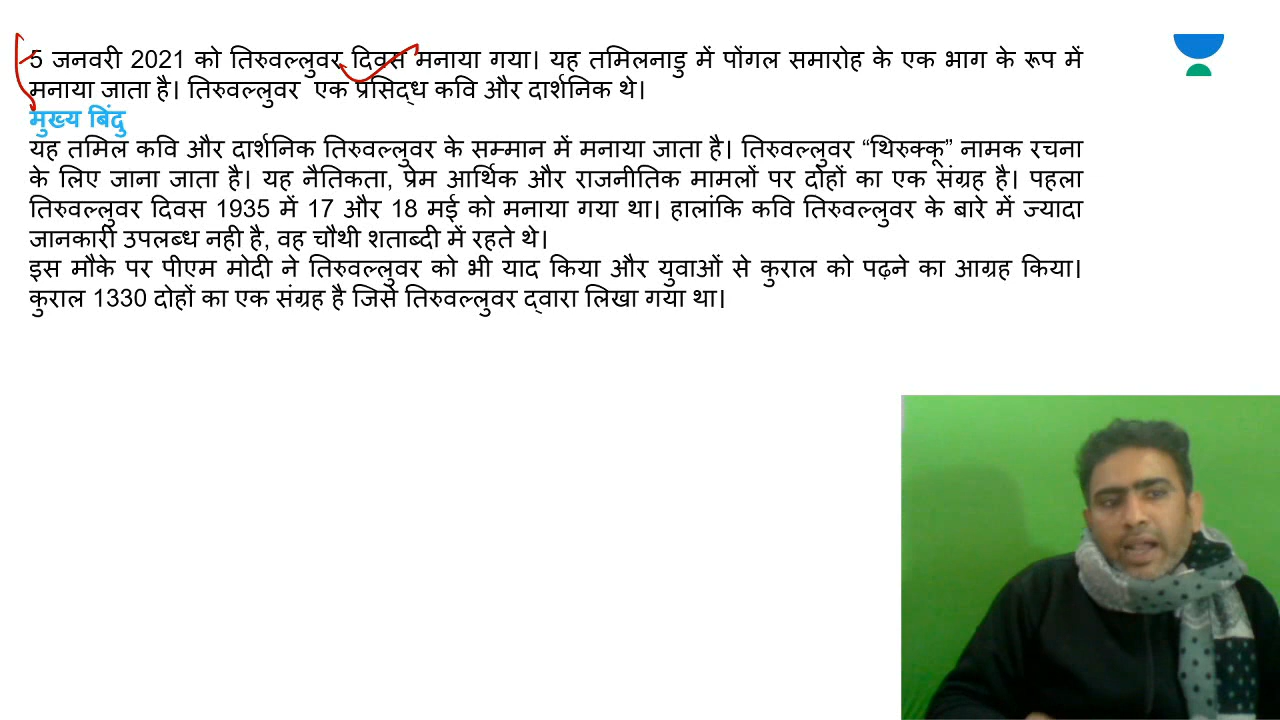 5 जनवरी 2021 को तिरुवल्लुवर दिवस मनाया गया। यह तमिलनाडु में पोंगल समारोह के एक भाग के रूप में
मनाया जाता है। तिरुवल्लुवर एक प्रसिद्ध कवि और दार्शनिक थे।
मुख्य बिंदु
यह तमिल कवि और दार्शनिक तिरुवल्लुवर के सम्मान में मनाया जाता है। तिरुवल्लुवर “थिरुक्कू” नामक रचना
के लिए जाना जाता है। यह नैतिकता, प्रेम आर्थिक और राजनीतिक मामलों पर दोहों का एक संग्रह है। पहला
तिरुवल्लुवर दिवस 1935 में 17 और 18 मई को मनाया गया था। हालांकि कवि तिरुवल्लुवर के बारे में ज्यादा
जानकारी उपलब्ध नही है, वह चौथी शताब्दी में रहते थे।
इस मौके पर पीएम मोदी ने तिरुवल्लुवर को भी याद किया और युवाओं से कुराल को पढ़ने का आग्रह किया।
कुराल 1330 दोहों का एक संग्रह है जिसे तिरुवल्लुवर द्वारा लिखा गया था।